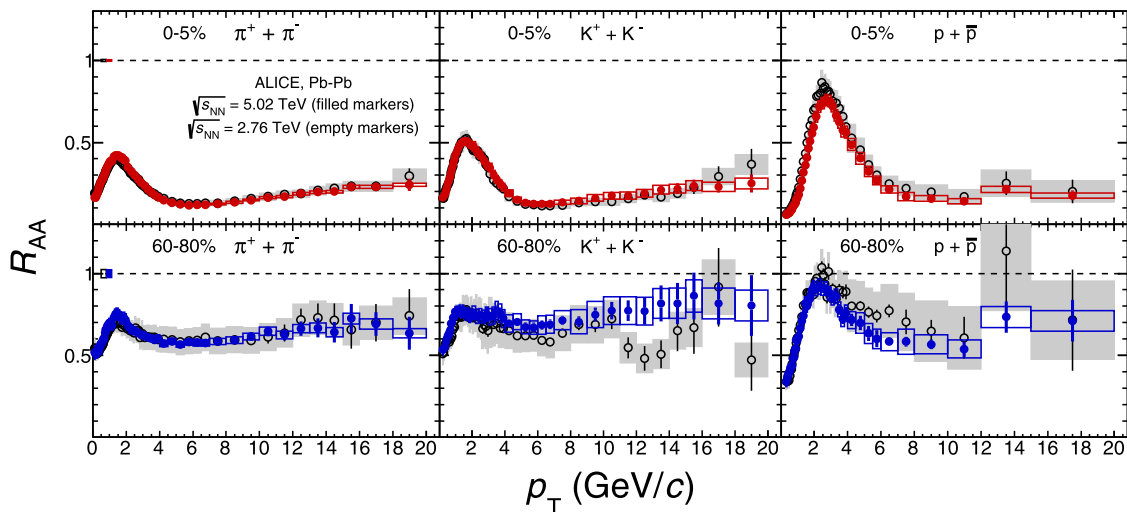 0-5% π⁺ + π⁻
0-5% K⁺ + K⁻
0-5% p + p̅
1
ALICE, Pb-Pb
√sNN = 5.02 TeV (filled markers)
√sNN = 2.76 TeV (empty markers)
0.5
60-80% π⁺ + π⁻
60-80% K⁺ + K⁻
60-80% p + p̅
RAA
1
0.5
0 2 4 6 8 10 12 14 16 18 20
0 2 4 6 8 10 12 14 16 18 20
0 2 4 6 8 10 12 14 16 18 20
pT (GeV/c)